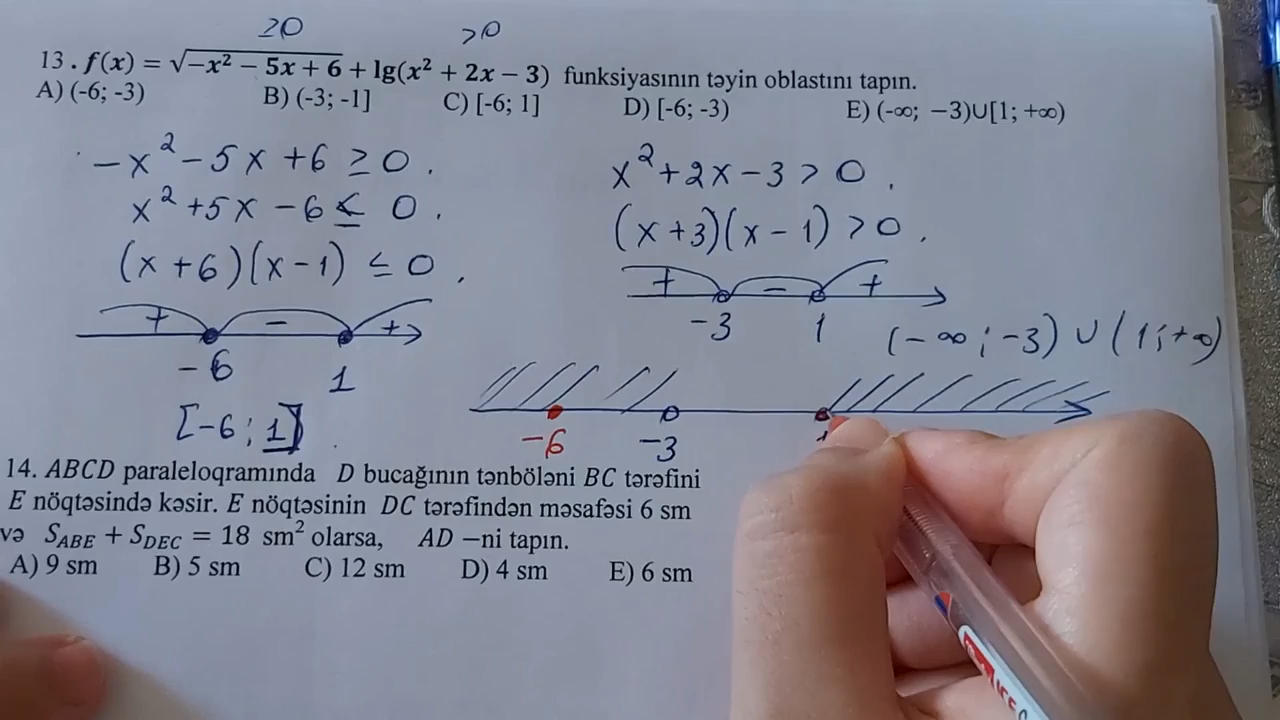 ≥0 >0
13. f(x) = √−x² − 5x + 6 + lg(x² + 2x − 3) funksiyasının təyin oblastını tapın.
A) (-6; -3) B) (-3; -1] C) [-6; 1] D) [-6; -3) E) (-∞; −3)∪[1; +∞)
−x² − 5x + 6 ≥ 0.
x² + 5x − 6 ≤ 0.
(x + 6)(x − 1) ≤ 0.
+ − +
−6 1
[−6; 1]
x² + 2x − 3 > 0.
(x + 3)(x − 1) > 0.
+ − +
−3 1
(−∞; −3) ∪ (1; +∞)
−6 −3
14. ABCD paraleloqramında D bucağının tənböləni BC tərəfini
E nöqtəsində kəsir. E nöqtəsinin DC tərəfindən məsafəsi 6 sm
və S_ABE + S_DEC = 18 sm² olarsa, AD −ni tapın.
A) 9 sm B) 5 sm C) 12 sm D) 4 sm E) 6 sm